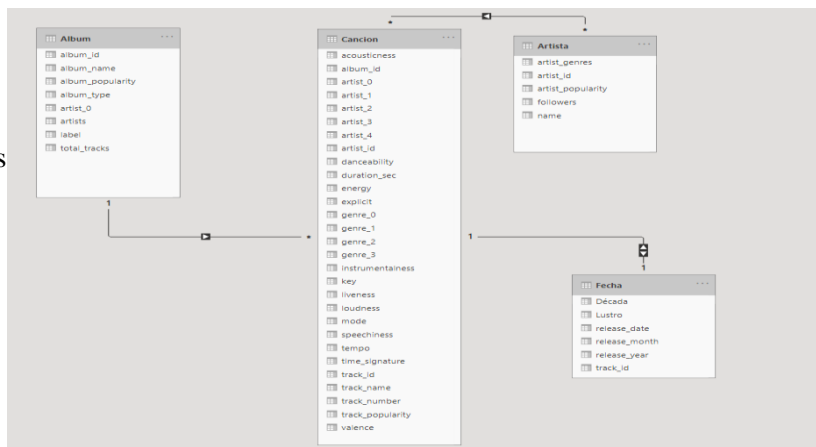 Album
album_id
album_name
album_popularity
album_type
artist_0
artists
label
total_tracks
s
1
*
Cancion
acousticness
album_id
artist_0
artist_1
artist_2
artist_3
artist_4
artist_id
danceability
duration_sec
energy
explicit
genre_0
genre_1
genre_2
genre_3
instrumentalness
key
liveness
loudness
mode
speechiness
tempo
time_signature
track_id
track_name
track_number
track_popularity
valence
*
*
Artista
artist_genres
artist_id
artist_popularity
followers
name
1
1
Fecha
Década
Lustro
release_date
release_month
release_year
track_id